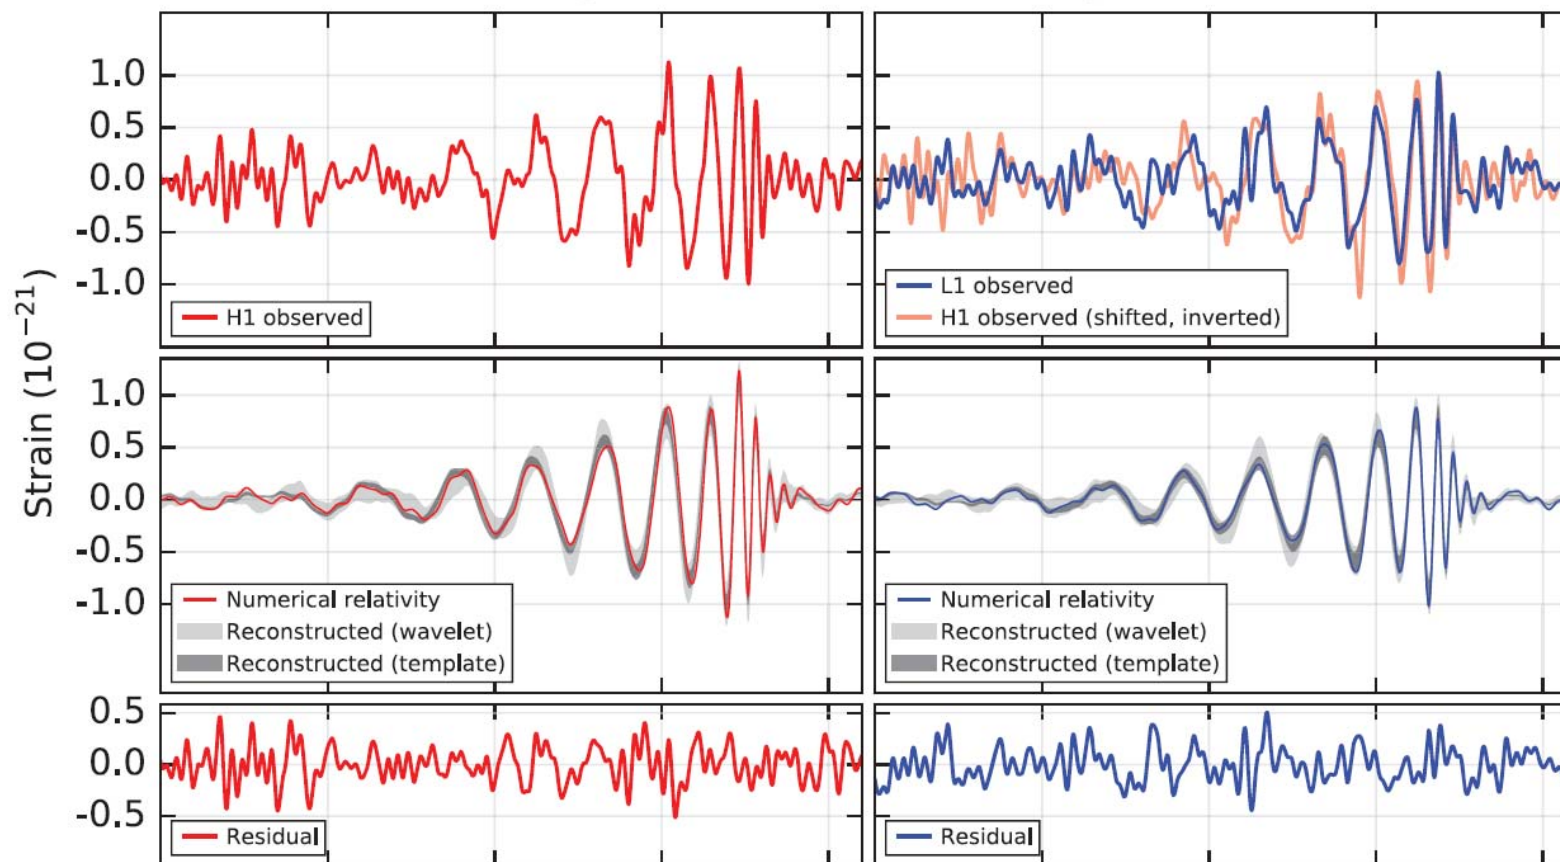 Strain (10⁻²¹)
1.0
0.5
0.0
-0.5
-1.0
H1 observed
L1 observed
H1 observed (shifted, inverted)
1.0
0.5
0.0
-0.5
-1.0
Numerical relativity
Reconstructed (wavelet)
Reconstructed (template)
Numerical relativity
Reconstructed (wavelet)
Reconstructed (template)
0.5
0.0
-0.5
Residual
Residual